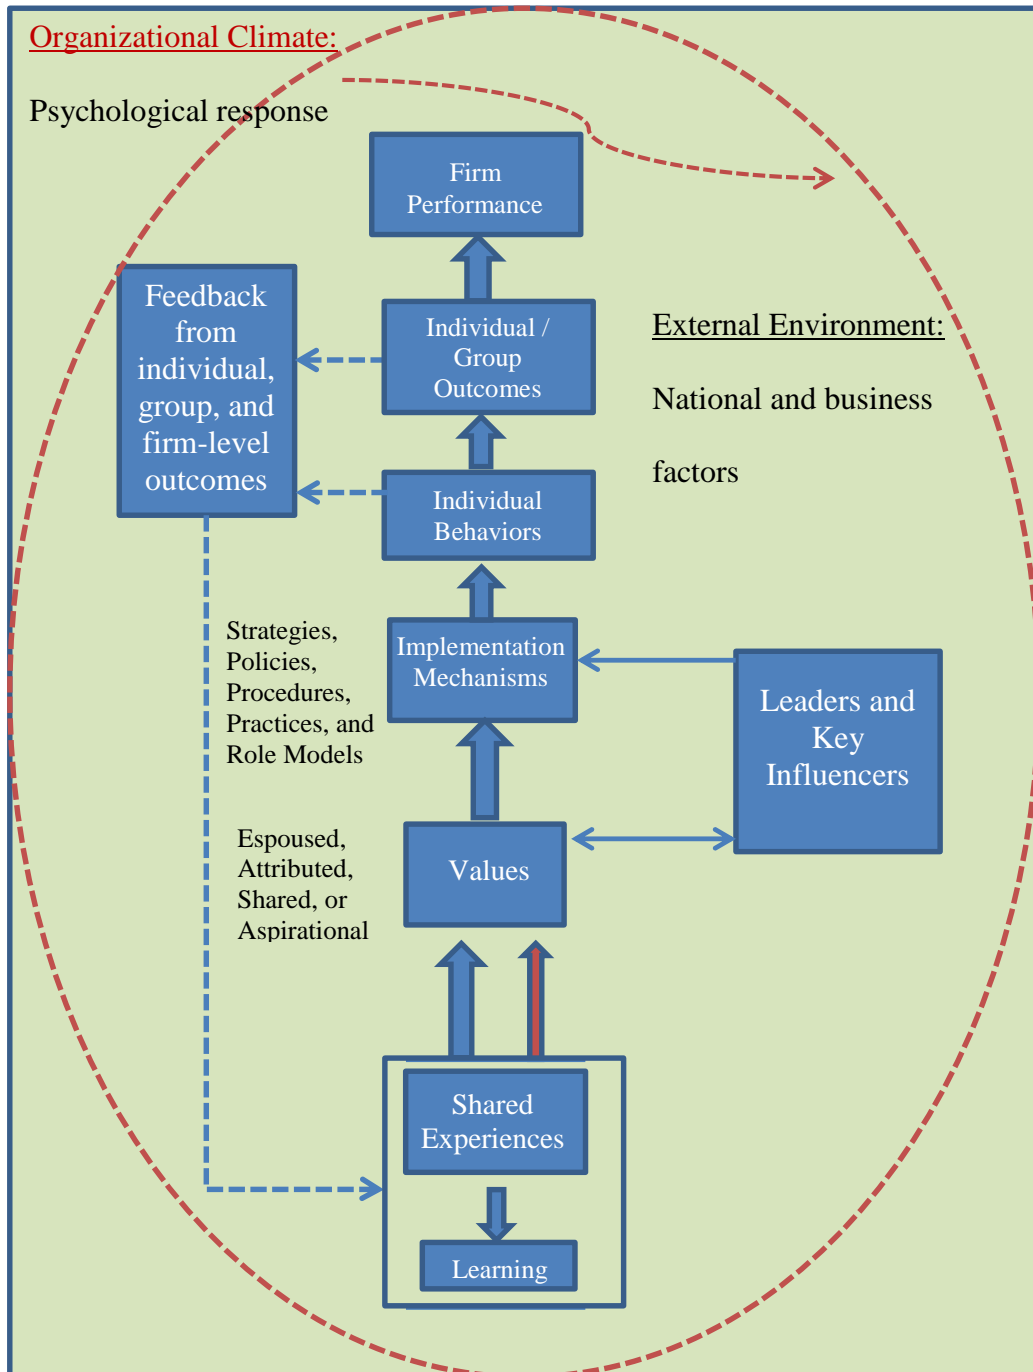 Organizational Climate:
Psychological response
Firm
Performance
Feedback
from
individual,
group, and
firm-level
outcomes
Individual /
Group
Outcomes
External Environment:
National and business
factors
Individual
Behaviors
Strategies,
Policies,
Procedures,
Practices, and
Role Models
Implementation
Mechanisms
Leaders and
Key
Influencers
Espoused,
Attributed,
Shared, or
Aspirational
Values
Shared
Experiences
Learning